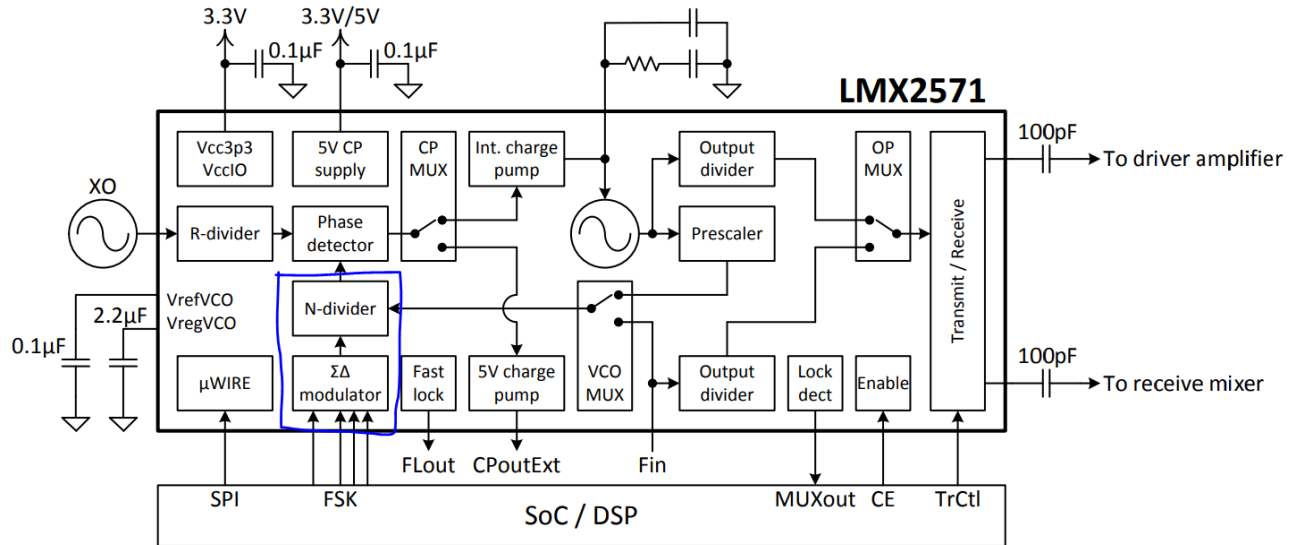 3.3V
3.3V/5V
0.1µF
0.1µF
LMX2571
Vcc3p3
VccIO
5V CP
supply
CP
MUX
Int. charge
pump
Output
divider
OP
MUX
100pF
To driver amplifier
XO
R-divider
Phase
detector
Prescaler
Transmit / Receive
VrefVCO
VregVCO
N-divider
2.2µF
0.1µF
µWIRE
ΣΔ
modulator
Fast
lock
5V charge
pump
VCO
MUX
Output
divider
Lock
dect
Enable
100pF
To receive mixer
FLout
CPoutExt
Fin
SPI
FSK
MUXout
CE
TrCtl
SoC / DSP